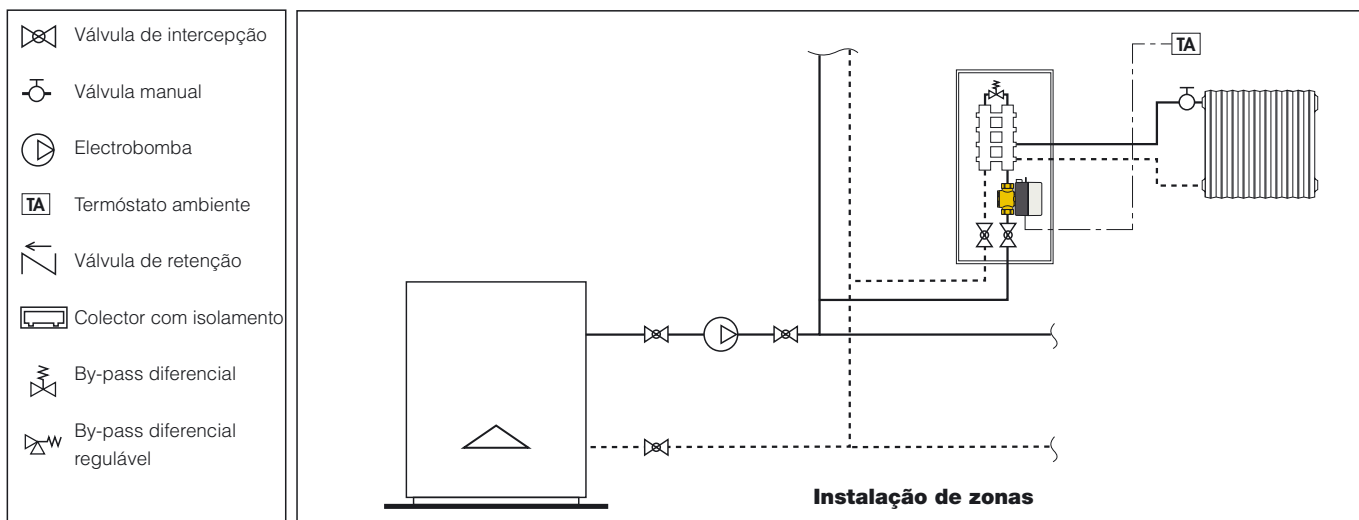 Válvula de intercepção
Válvula manual
Electrobomba
TA
Termóstato ambiente
Válvula de retenção
Colector com isolamento
By-pass diferencial
By-pass diferencial
regulável
TA
Instalação de zonas